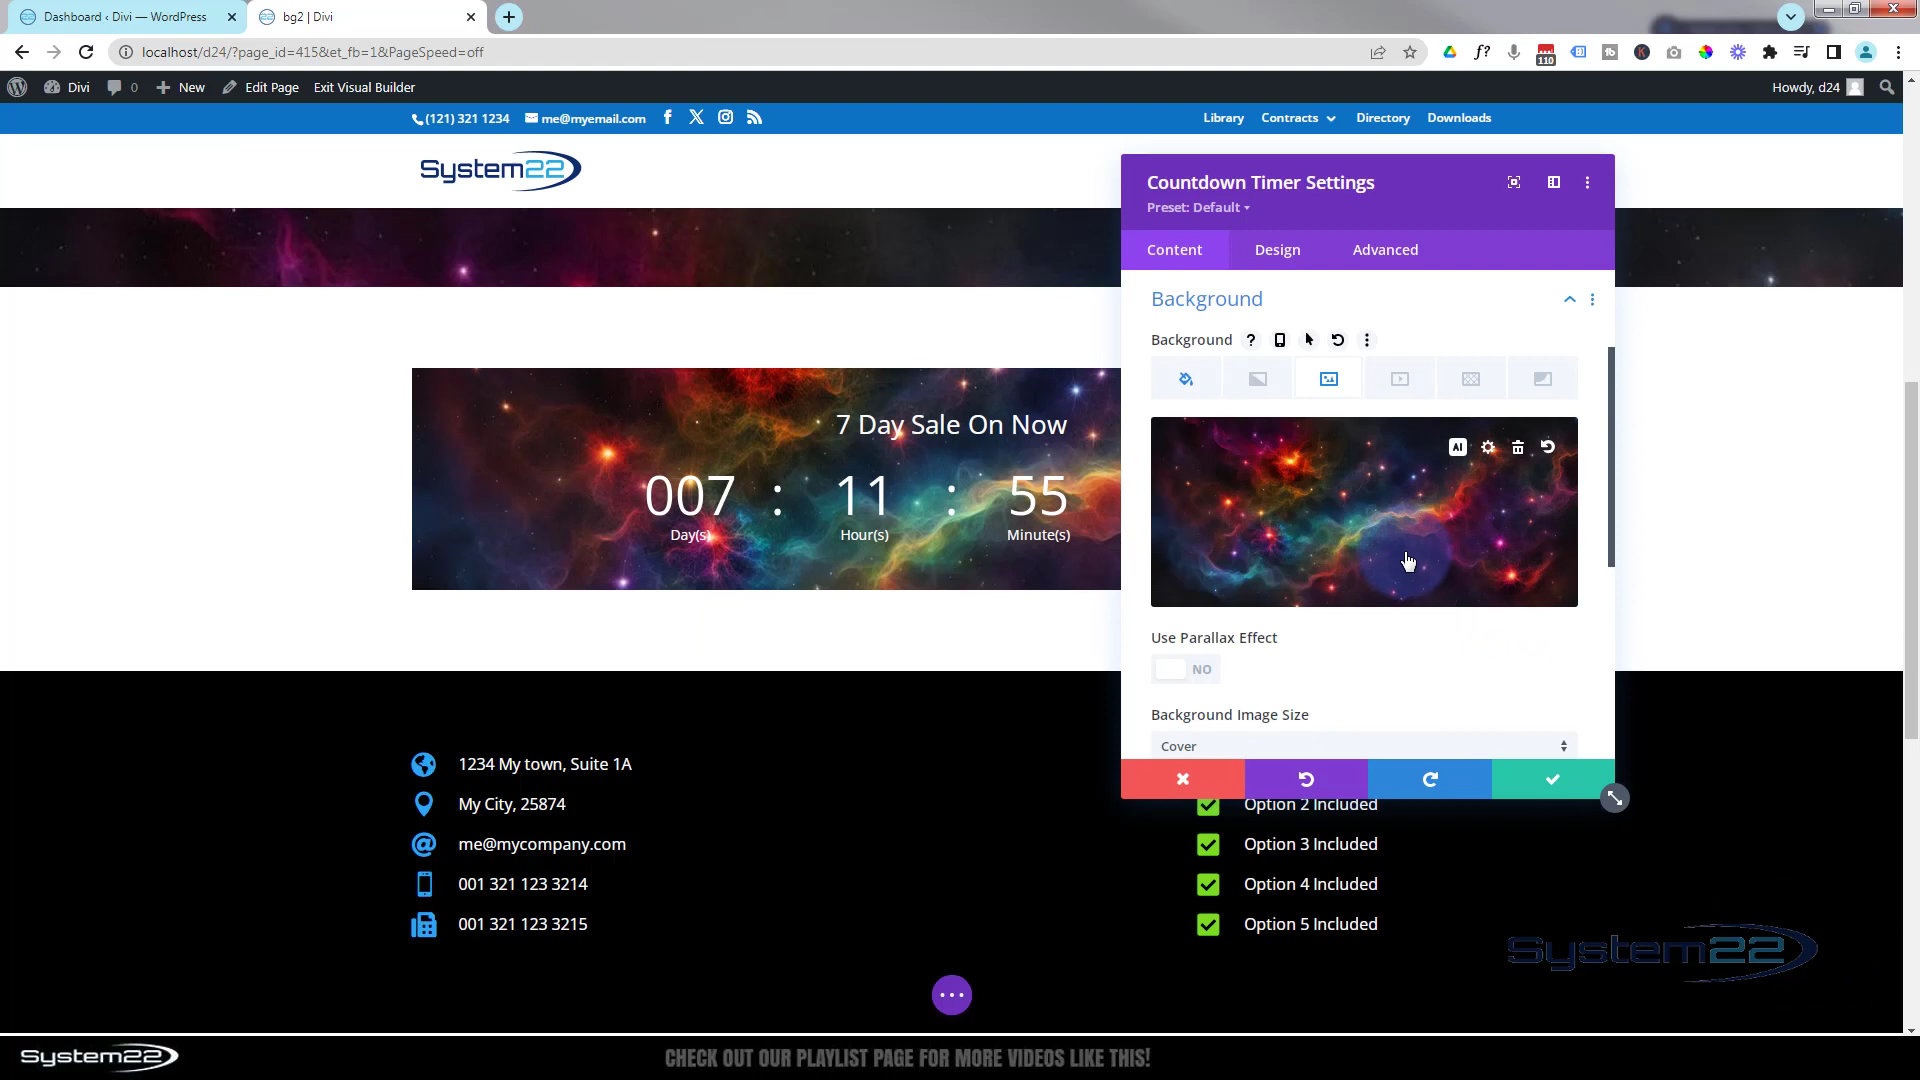 Dashboard ‹ Divi — WordPress
bg2 | Divi
localhost/d24/?page_id=415&et_fb=1&PageSpeed=off
f?
110
Divi
0
New
Edit Page
Exit Visual Builder
Howdy, d24
(121) 321 1234
me@myemail.com
Library
Contracts
Directory
Downloads
System22
Countdown Timer Settings
Preset: Default
Content
Design
Advanced
Background
Background
?
AI
7 Day Sale On Now
007 : 11 : 55
Day(s)
Hour(s)
Minute(s)
Use Parallax Effect
NO
Background Image Size
Cover
1234 My town, Suite 1A
My City, 25874
me@mycompany.com
001 321 123 3214
001 321 123 3215
Option 2 Included
Option 3 Included
Option 4 Included
Option 5 Included
System22
System22
CHECK OUT OUR PLAYLIST PAGE FOR MORE VIDEOS LIKE THIS!